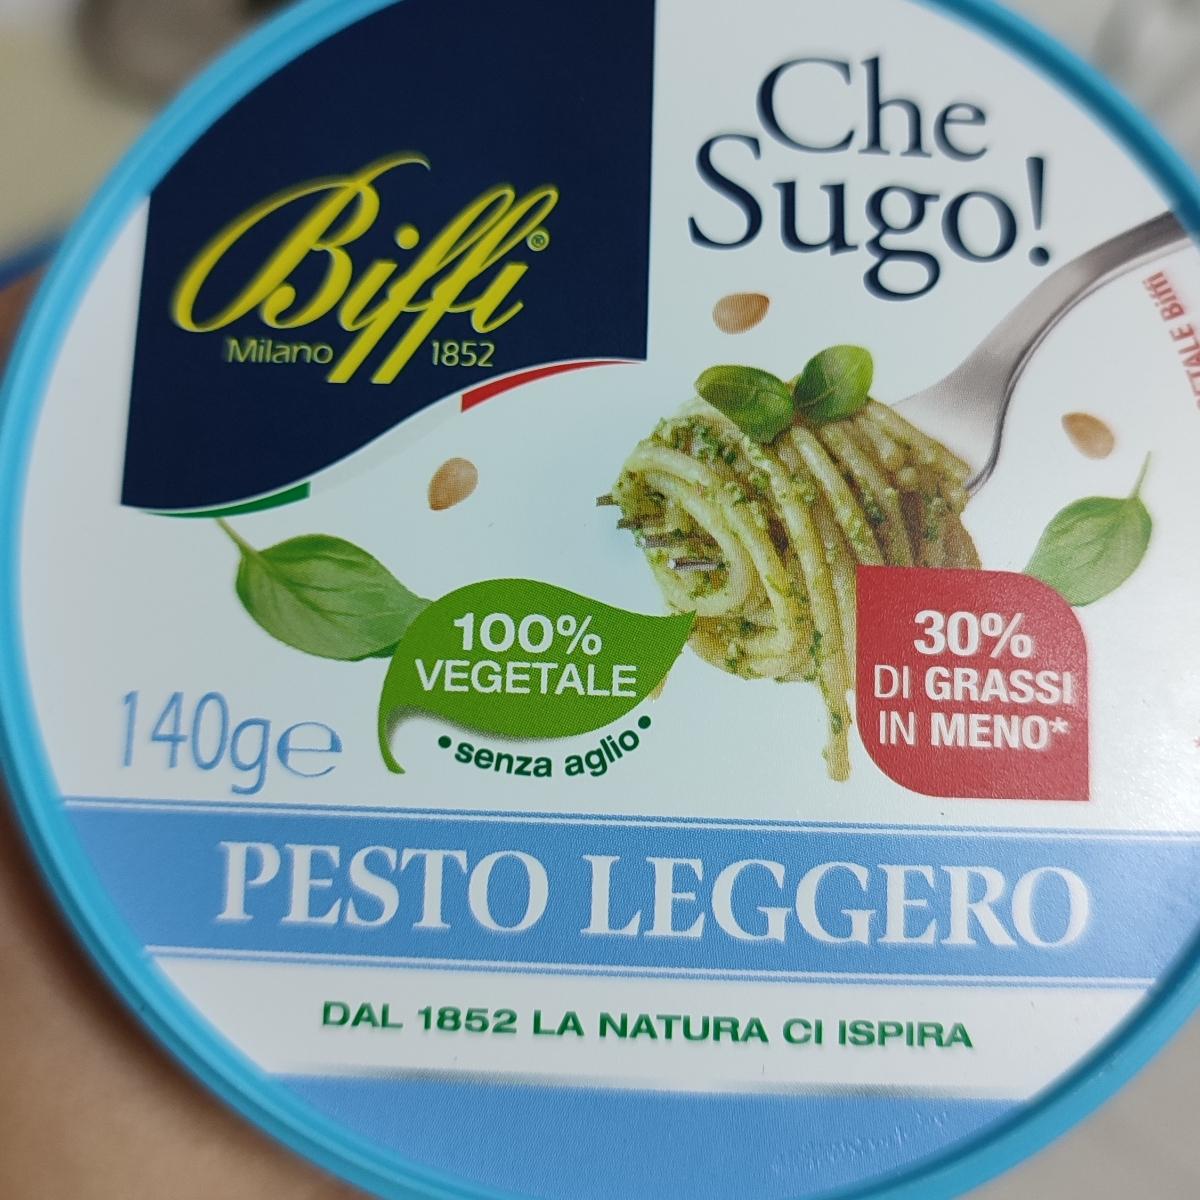 Biffi®
Milano 1852
Che
Sugo!
100%
VEGETALE
• senza aglio •
30%
DI GRASSI
IN MENO*
140g℮
PESTO LEGGERO
DAL 1852 LA NATURA CI ISPIRA
Biffi